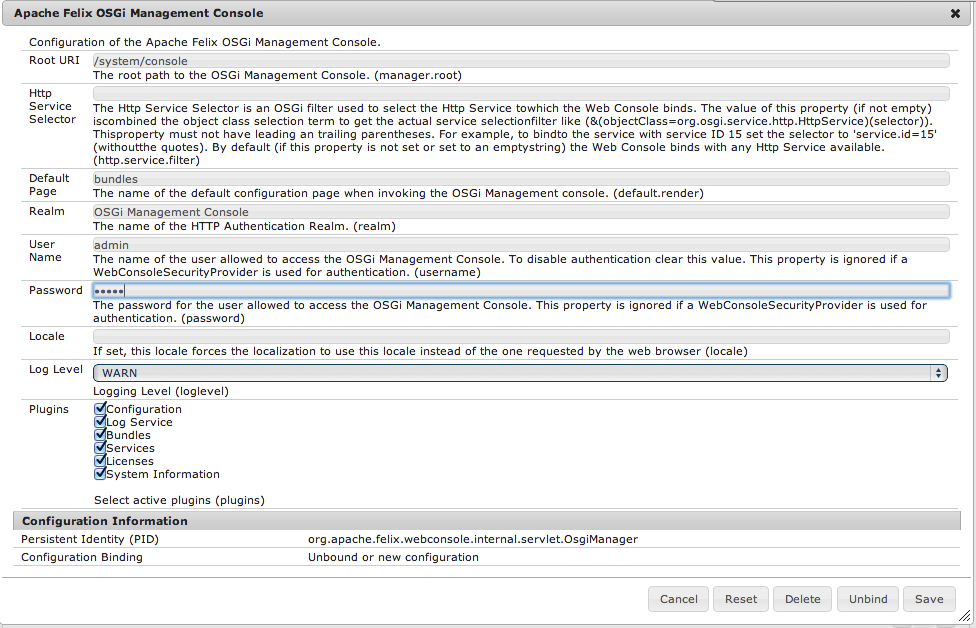 Apache Felix OSGi Management Console
Configuration of the Apache Felix OSGi Management Console.
Root URI
/system/console
The root path to the OSGi Management Console. (manager.root)
Http
Service
Selector
The Http Service Selector is an OSGi filter used to select the Http Service towhich the Web Console binds. The value of this property (if not empty)
iscombined the object class selection term to get the actual service selectionfilter like (&(objectClass=org.osgi.service.http.HttpService)(selector)).
Thisproperty must not have leading an trailing parentheses. For example, to bindto the service with service ID 15 set the selector to 'service.id=15'
(withoutthe quotes). By default (if this property is not set or set to an emptystring) the Web Console binds with any Http Service available.
(http.service.filter)
Default
Page
bundles
The name of the default configuration page when invoking the OSGi Management console. (default.render)
Realm
OSGi Management Console
The name of the HTTP Authentication Realm. (realm)
User
Name
admin
The name of the user allowed to access the OSGi Management Console. To disable authentication clear this value. This property is ignored if a
WebConsoleSecurityProvider is used for authentication. (username)
Password
•••••
The password for the user allowed to access the OSGi Management Console. This property is ignored if a WebConsoleSecurityProvider is used for
authentication. (password)
Locale
If set, this locale forces the localization to use this locale instead of the one requested by the web browser (locale)
Log Level
WARN
Logging Level (loglevel)
Plugins
Configuration
Log Service
Bundles
Services
Licenses
System Information
Select active plugins (plugins)
Configuration Information
Persistent Identity (PID) org.apache.felix.webconsole.internal.servlet.OsgiManager
Configuration Binding Unbound or new configuration
Cancel Reset Delete Unbind Save